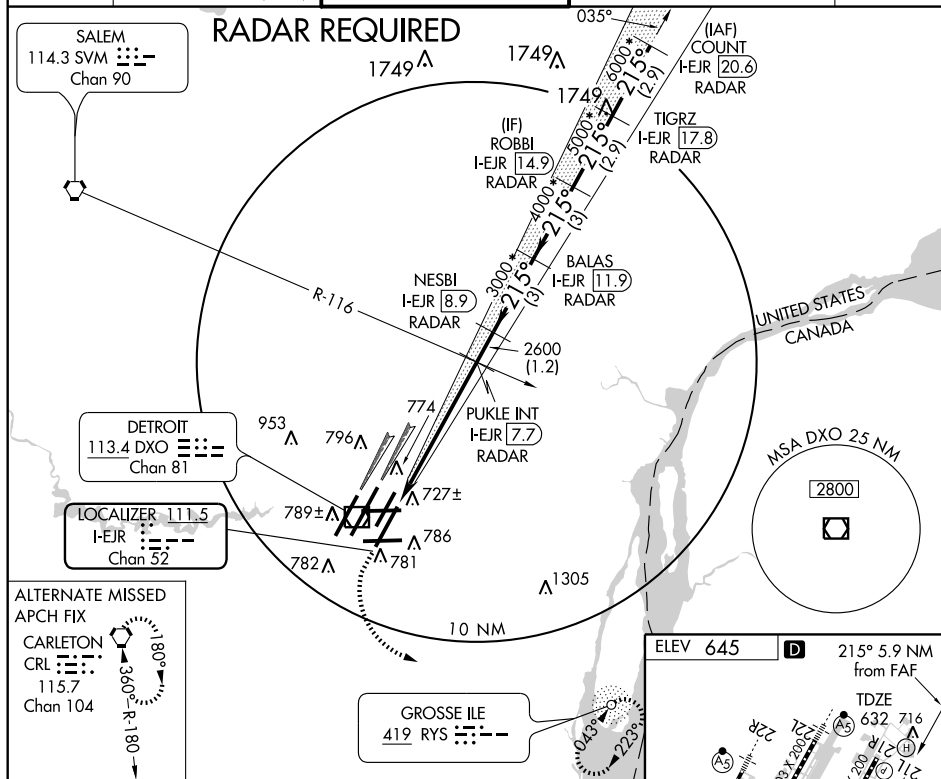 RADAR REQUIRED
SALEM
114.3 SVM
Chan 90
1749
1749
1749
035°
(IAF)
COUNT
I-EJR 20.6
RADAR
6000*
215°
(2.9)
TIGRZ
I-EJR 17.8
RADAR
5000*
215°
(2.9)
(IF)
ROBBI
I-EJR 14.9
RADAR
4000*
215°
(3)
BALAS
I-EJR 11.9
RADAR
3000*
215°
(3)
NESBI
I-EJR 8.9
RADAR
2600
(1.2)
R-116
PUKLE INT
I-EJR 7.7
RADAR
UNITED STATES
CANADA
DETROIT
113.4 DXO
Chan 81
953
796
774
727±
789±
786
781
782
1305
LOCALIZER 111.5
I-EJR
Chan 52
MSA DXO 25 NM
2800
10 NM
ALTERNATE MISSED
APCH FIX
CARLETON
CRL
115.7
Chan 104
180°
360°
R-180
GROSSE ILE
419 RYS
043°
223°
ELEV 645
D
215° 5.9 NM
from FAF
TDZE
632
716
A5
A5
22R
22L
21R
21L
H
X 200
200